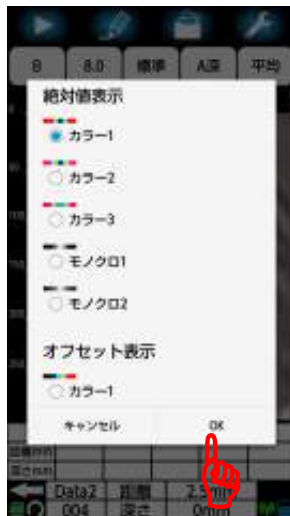 8 8.0 標準 A深 平均
絶対値表示
カラー1
カラー2
カラー3
モノクロ1
モノクロ2
オフセット表示
カラー1
キャンセル OK
Data2 距離 2.5mm
004 深さ 0mm